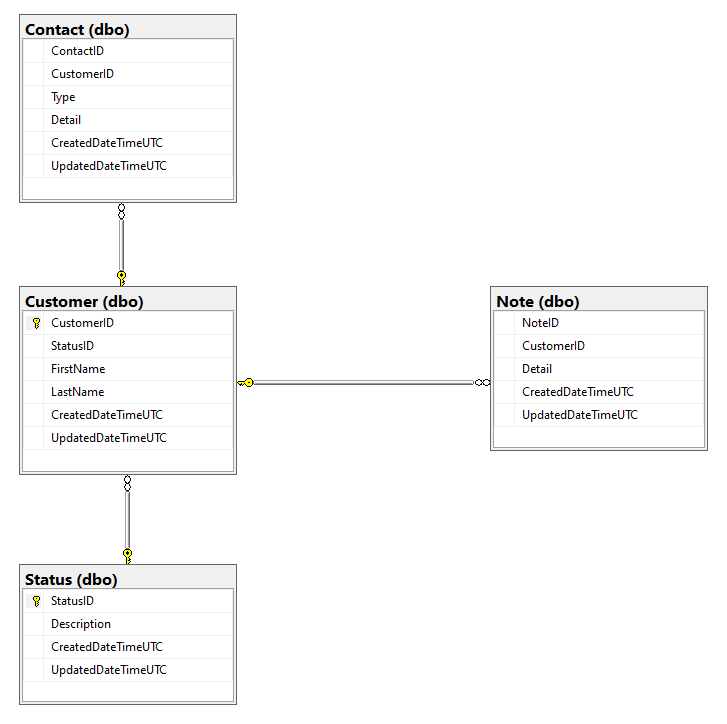 Contact (dbo)
ContactID
CustomerID
Type
Detail
CreatedDateTimeUTC
UpdatedDateTimeUTC
Customer (dbo)
CustomerID
StatusID
FirstName
LastName
CreatedDateTimeUTC
UpdatedDateTimeUTC
Note (dbo)
NoteID
CustomerID
Detail
CreatedDateTimeUTC
UpdatedDateTimeUTC
Status (dbo)
StatusID
Description
CreatedDateTimeUTC
UpdatedDateTimeUTC